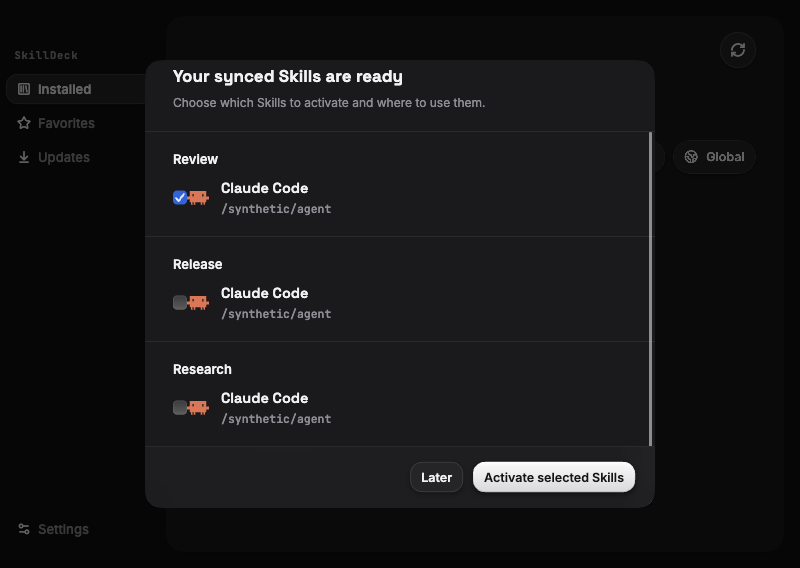 SkillDeck
Installed
Favorites
Updates
Settings
Global
Your synced Skills are ready
Choose which Skills to activate and where to use them.
Review
Claude Code
/synthetic/agent
Release
Claude Code
/synthetic/agent
Research
Claude Code
/synthetic/agent
Later
Activate selected Skills